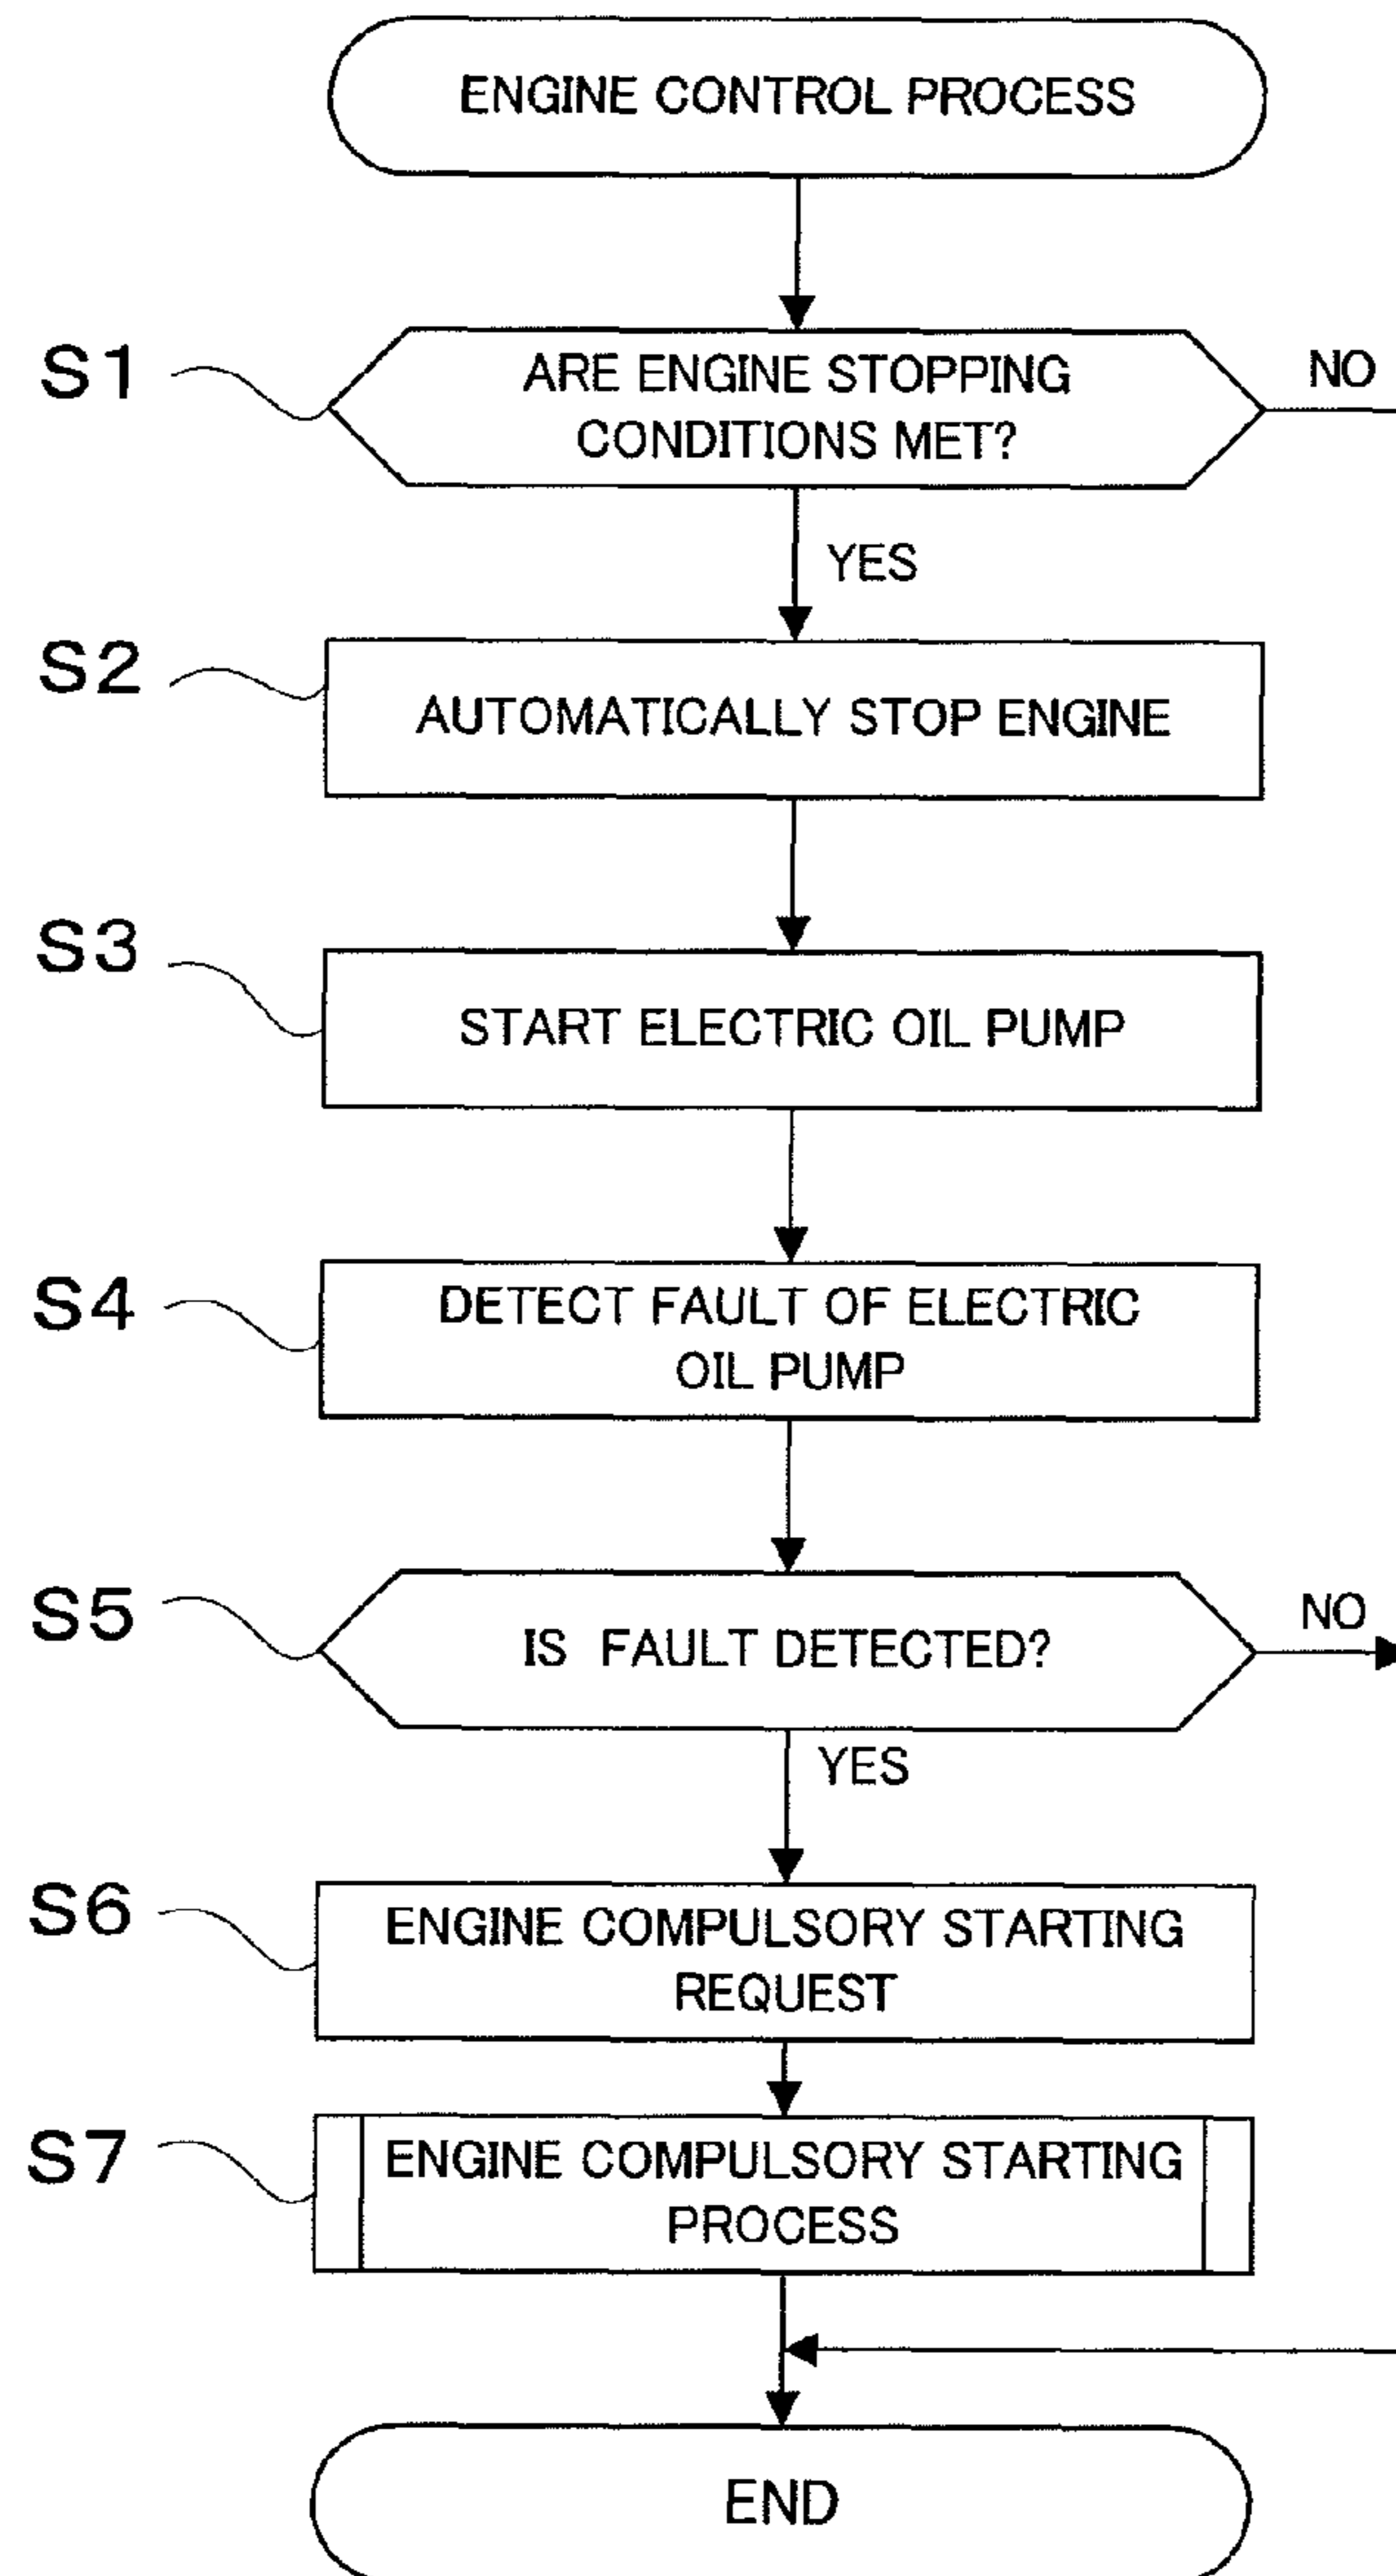 ENGINE CONTROL PROCESS
S1
ARE ENGINE STOPPING
CONDITIONS MET?
NO
YES
S2
AUTOMATICALLY STOP ENGINE
S3
START ELECTRIC OIL PUMP
S4
DETECT FAULT OF ELECTRIC
OIL PUMP
S5
IS FAULT DETECTED?
NO
YES
S6
ENGINE COMPULSORY STARTING
REQUEST
S7
ENGINE COMPULSORY STARTING
PROCESS
END